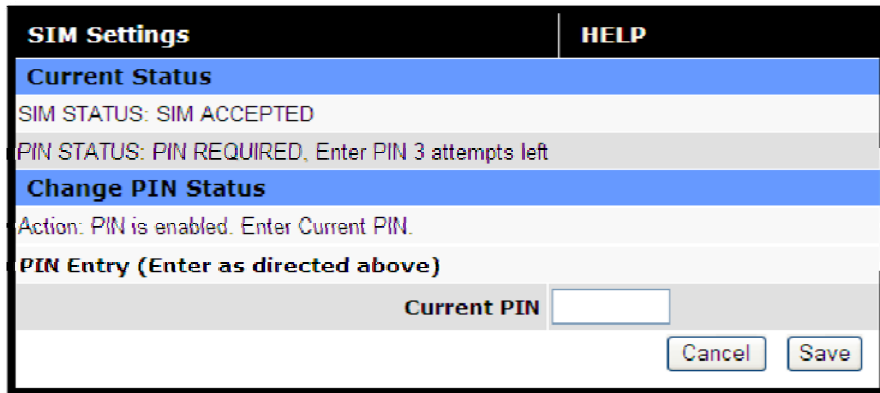 SIM Settings HELP
Current Status
SIM STATUS: SIM ACCEPTED
PIN STATUS: PIN REQUIRED, Enter PIN 3 attempts left
Change PIN Status
Action: PIN is enabled. Enter Current PIN.
PIN Entry (Enter as directed above)
Current PIN
Cancel Save